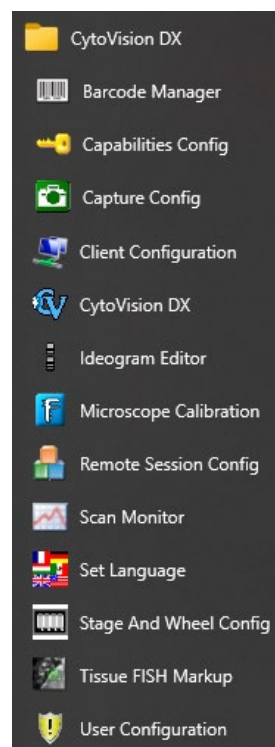 CytoVision DX
Barcode Manager
Capabilities Config
Capture Config
Client Configuration
CytoVision DX
Ideogram Editor
Microscope Calibration
Remote Session Config
Scan Monitor
Set Language
Stage And Wheel Config
Tissue FISH Markup
User Configuration